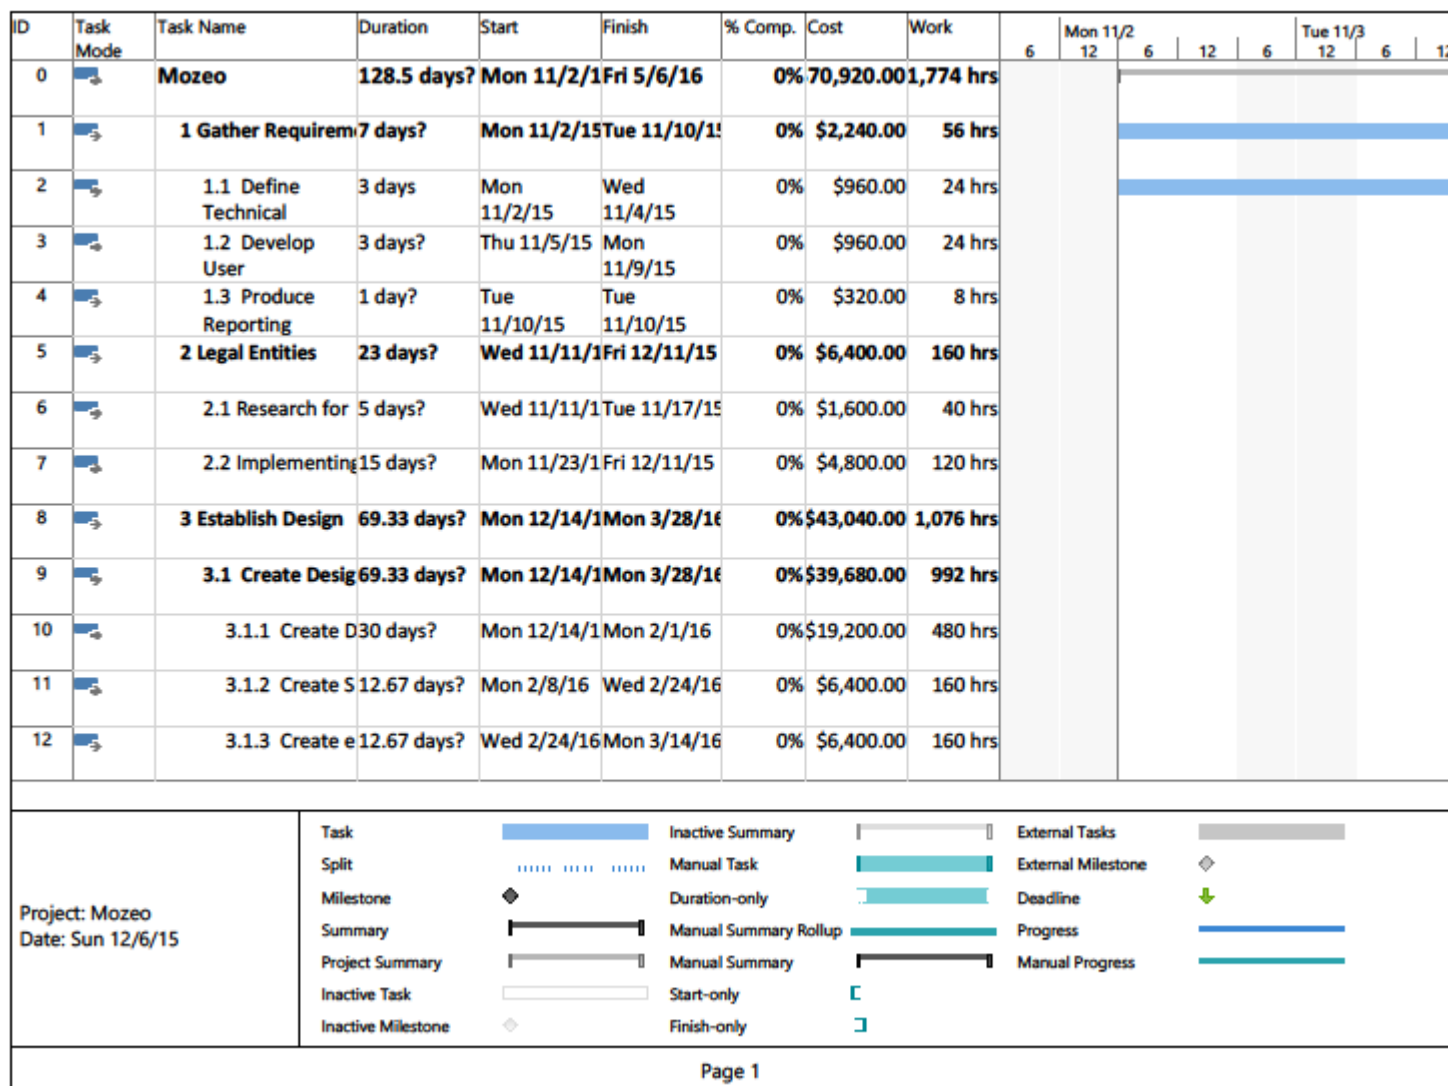 ID Task Mode Task Name Duration Start Finish % Comp. Cost Work Mon 11/2 Tue 11/3
6 12 6 12 6 12 6 12
0 Mozeo 128.5 days? Mon 11/2/1 Fri 5/6/16 0% 70,920.00 1,774 hrs
1 1 Gather Requirem 7 days? Mon 11/2/15 Tue 11/10/15 0% $2,240.00 56 hrs
2 1.1 Define Technical 3 days Mon 11/2/15 Wed 11/4/15 0% $960.00 24 hrs
3 1.2 Develop User 3 days? Thu 11/5/15 Mon 11/9/15 0% $960.00 24 hrs
4 1.3 Produce Reporting 1 day? Tue 11/10/15 Tue 11/10/15 0% $320.00 8 hrs
5 2 Legal Entities 23 days? Wed 11/11/1 Fri 12/11/15 0% $6,400.00 160 hrs
6 2.1 Research for 5 days? Wed 11/11/1 Tue 11/17/15 0% $1,600.00 40 hrs
7 2.2 Implementing 15 days? Mon 11/23/1 Fri 12/11/15 0% $4,800.00 120 hrs
8 3 Establish Design 69.33 days? Mon 12/14/1 Mon 3/28/16 0% $43,040.00 1,076 hrs
9 3.1 Create Desig 69.33 days? Mon 12/14/1 Mon 3/28/16 0% $39,680.00 992 hrs
10 3.1.1 Create D 30 days? Mon 12/14/1 Mon 2/1/16 0% $19,200.00 480 hrs
11 3.1.2 Create S 12.67 days? Mon 2/8/16 Wed 2/24/16 0% $6,400.00 160 hrs
12 3.1.3 Create e 12.67 days? Wed 2/24/16 Mon 3/14/16 0% $6,400.00 160 hrs
Project: Mozeo
Date: Sun 12/6/15
Task Inactive Summary External Tasks
Split Manual Task External Milestone
Milestone Duration-only Deadline
Summary Manual Summary Rollup Progress
Project Summary Manual Summary Manual Progress
Inactive Task Start-only
Inactive Milestone Finish-only
Page 1